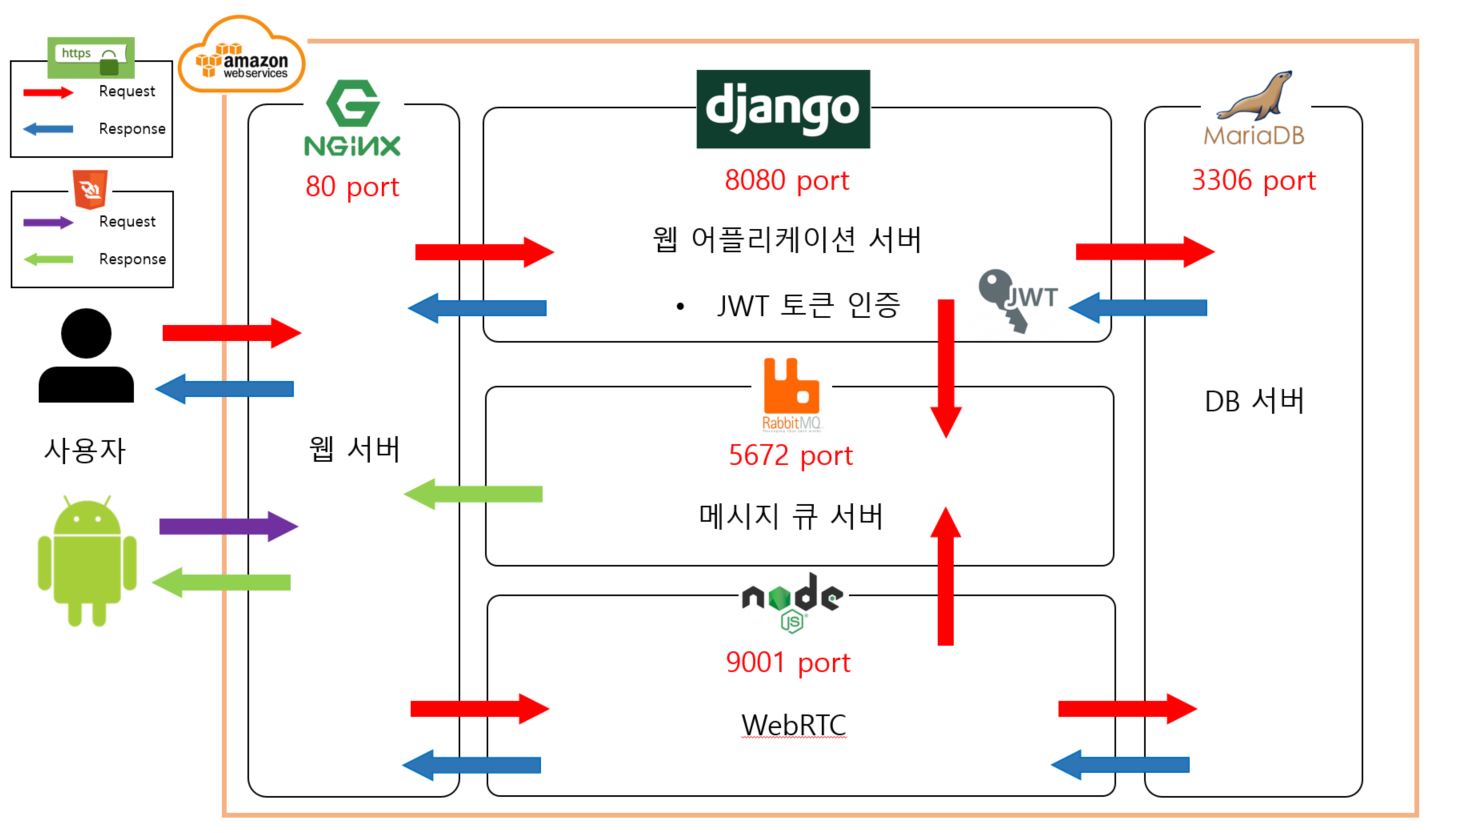 https
Request
Response
Request
Response
amazon
web services
NGiNX
80 port
웹 서버
사용자
django
8080 port
웹 어플리케이션 서버
• JWT 토큰 인증
JWT
RabbitMQ
5672 port
메시지 큐 서버
node
JS
9001 port
WebRTC
MariaDB
3306 port
DB 서버